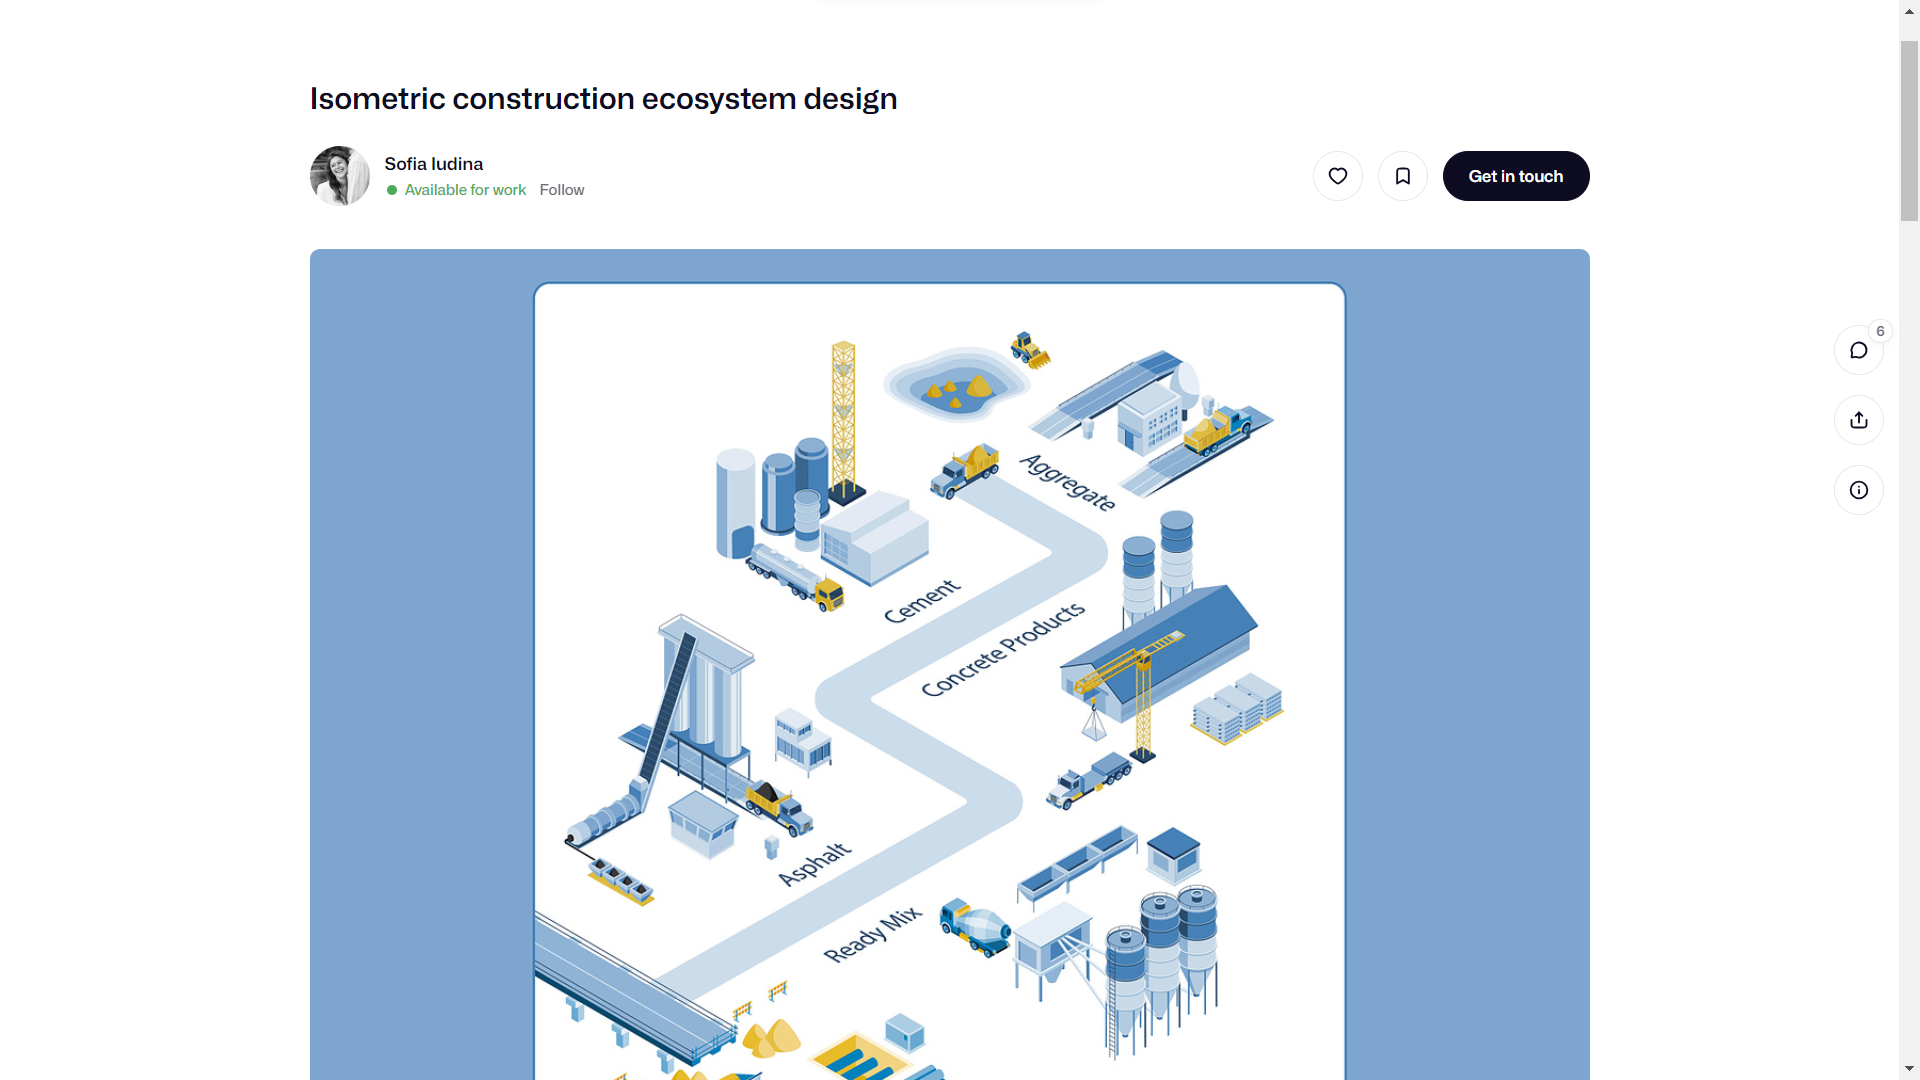 Isometric construction ecosystem design
Sofia Iudina
Available for work Follow
Get in touch
6
Aggregate
Cement
Concrete Products
Asphalt
Ready Mix